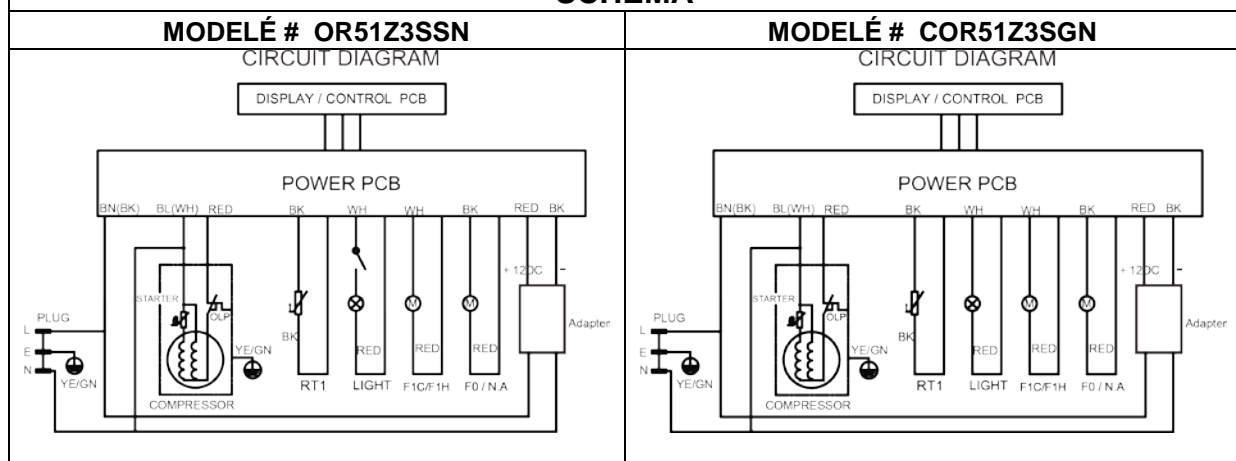 MODELÉ # OR51Z3SSN
CIRCUIT DIAGRAM
DISPLAY / CONTROL PCB
POWER PCB
BN(BK) BL(WH) RED BK WH WH BK RED BK
+ 12DC -
STARTER
OLP
PLUG
L
E
N
YE/GN
YE/GN
BK
RED
RED
RED
Adapter
M
M
RT1 LIGHT F1C/F1H F0 / N.A
COMPRESSOR
MODELÉ # COR51Z3SGN
CIRCUIT DIAGRAM
DISPLAY / CONTROL PCB
POWER PCB
BN(BK) BL(WH) RED BK WH WH BK RED BK
+ 12DC -
STARTER
OLP
PLUG
L
E
N
YE/GN
YE/GN
BK
RED
RED
RED
Adapter
M
M
RT1 LIGHT F1C/F1H F0 / N.A
COMPRESSOR